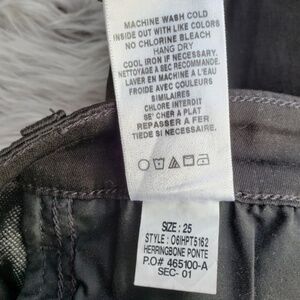 MACHINE WASH COLD
INSIDE OUT WITH LIKE COLORS
NO CHLORINE BLEACH
HANG DRY
COOL IRON IF NECESSARY.
NETTOYAGE A SEC RECOMMANDE.
LAVER EN MACHINE A L'EAU
FROIDE AVEC COULEURS
SIMILAIRES
CHLORE INTERDIT
SE' CHER A PLAT
REPASSER A FER
TIEDE SI NECESSAIRE.
SIZE: 25
STYLE: O6IHPT5162
HERRINGBONE PONTE
P.O# 465100-A
SEC- 01